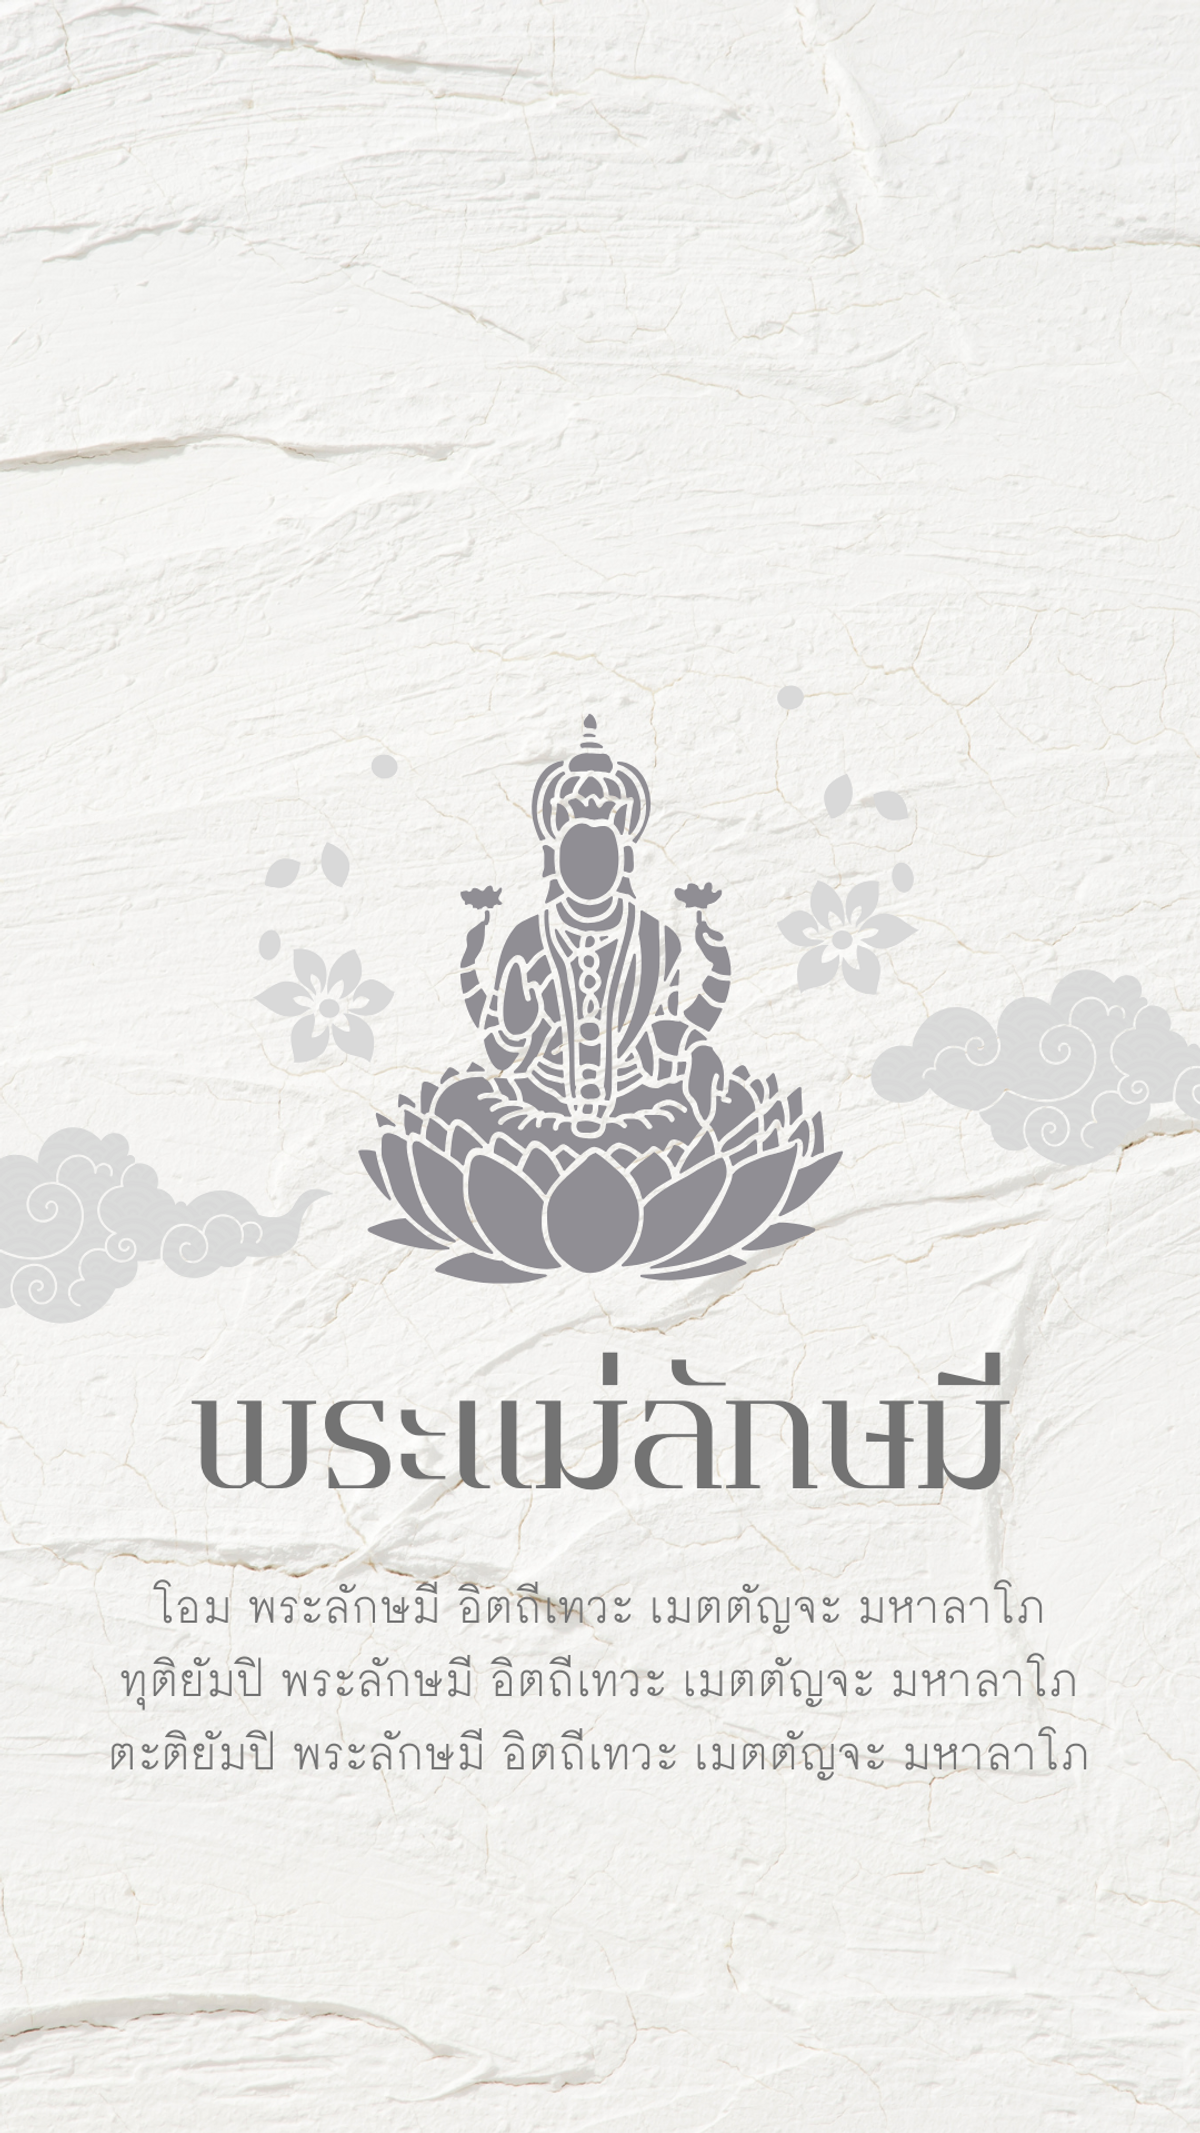 พระแม่ลักษมี
โอม พระลักษมี อิตถีเทวะ เมตตัญจะ มหาลาโภ
ทุติยัมปิ พระลักษมี อิตถีเทวะ เมตตัญจะ มหาลาโภ
ตะติยัมปิ พระลักษมี อิตถีเทวะ เมตตัญจะ มหาลาโภ